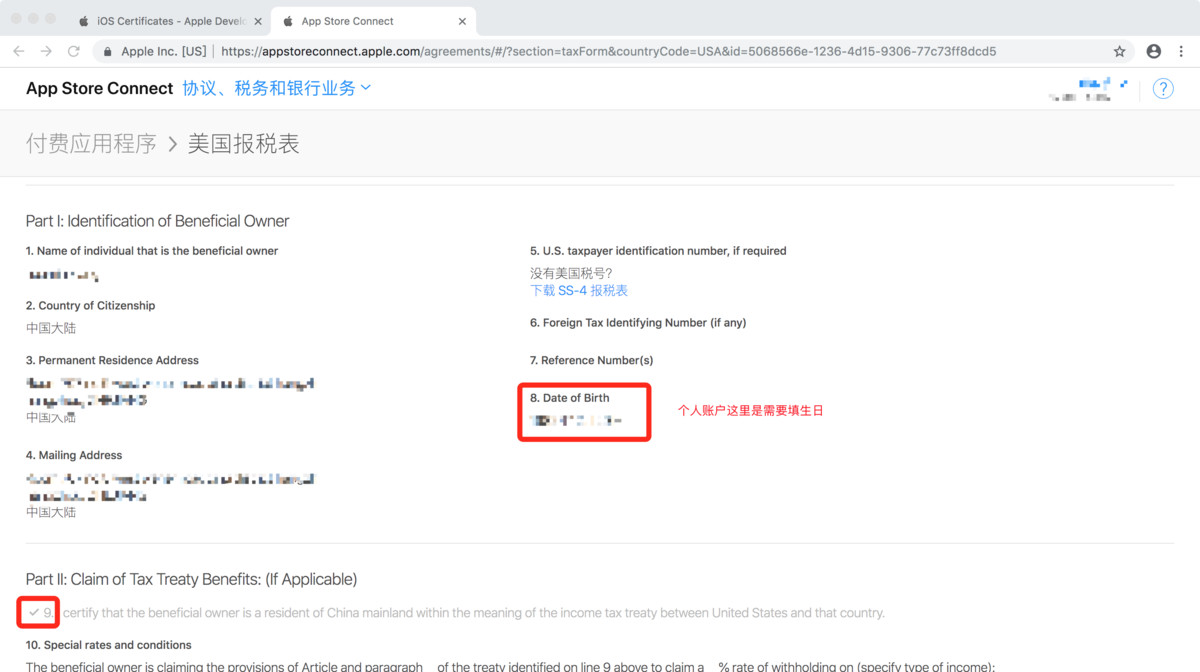 iOS Certificates - Apple Develo
App Store Connect
Apple Inc. [US] | https://appstoreconnect.apple.com/agreements/#/?section=taxForm&countryCode=USA&id=5068566e-1236-4d15-9306-77c73ff8dcd5
App Store Connect 协议、税务和银行业务
?
付费应用程序 > 美国报税表
Part I: Identification of Beneficial Owner
1. Name of individual that is the beneficial owner
2. Country of Citizenship
中国大陆
3. Permanent Residence Address
中国大陆
4. Mailing Address
中国大陆
5. U.S. taxpayer identification number, if required
没有美国税号?
下载 SS-4 报税表
6. Foreign Tax Identifying Number (if any)
7. Reference Number(s)
8. Date of Birth
个人账户这里是需要填生日
Part II: Claim of Tax Treaty Benefits: (If Applicable)
9. certify that the beneficial owner is a resident of China mainland within the meaning of the income tax treaty between United States and that country.
10. Special rates and conditions
The beneficial owner is claiming the provisions of Article and paragraph _ of the treaty identified on line 9 above to claim a _ % rate of withholding on (specify type of income):